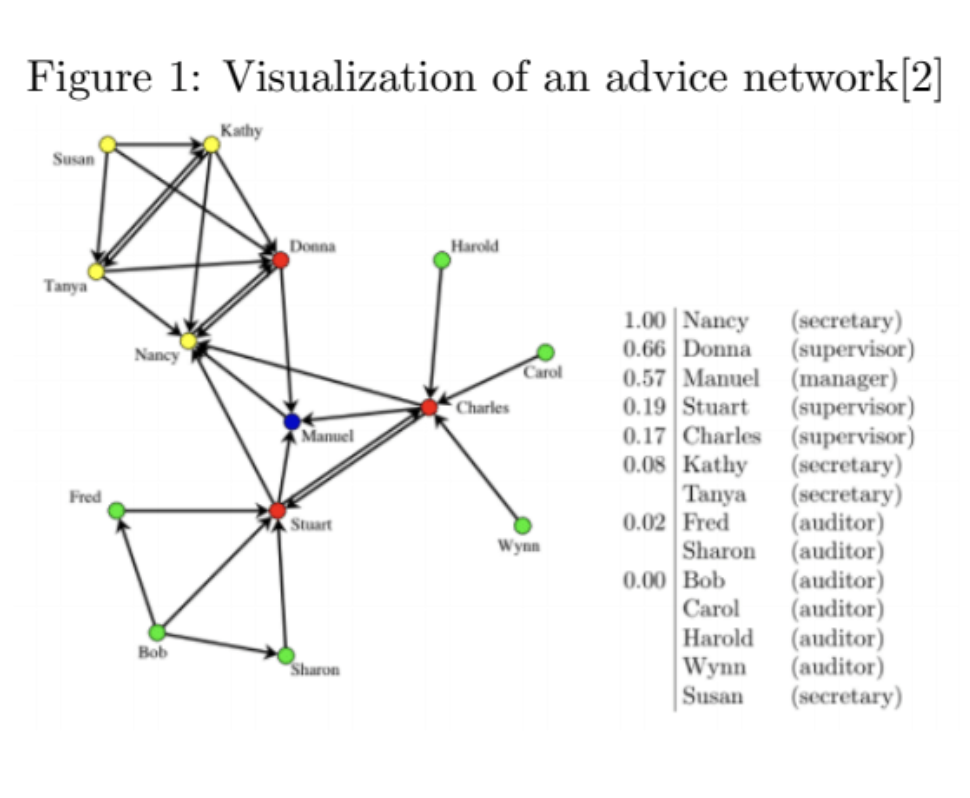 Figure 1: Visualization of an advice network[2]
Kathy
Susan
Donna
Harold
Tanya
Nancy
Carol
Charles
Manuel
Fred
Stuart
Wynn
Bob
Sharon
1.00 Nancy (secretary)
0.66 Donna (supervisor)
0.57 Manuel (manager)
0.19 Stuart (supervisor)
0.17 Charles (supervisor)
0.08 Kathy (secretary)
Tanya (secretary)
0.02 Fred (auditor)
Sharon (auditor)
0.00 Bob (auditor)
Carol (auditor)
Harold (auditor)
Wynn (auditor)
Susan (secretary)